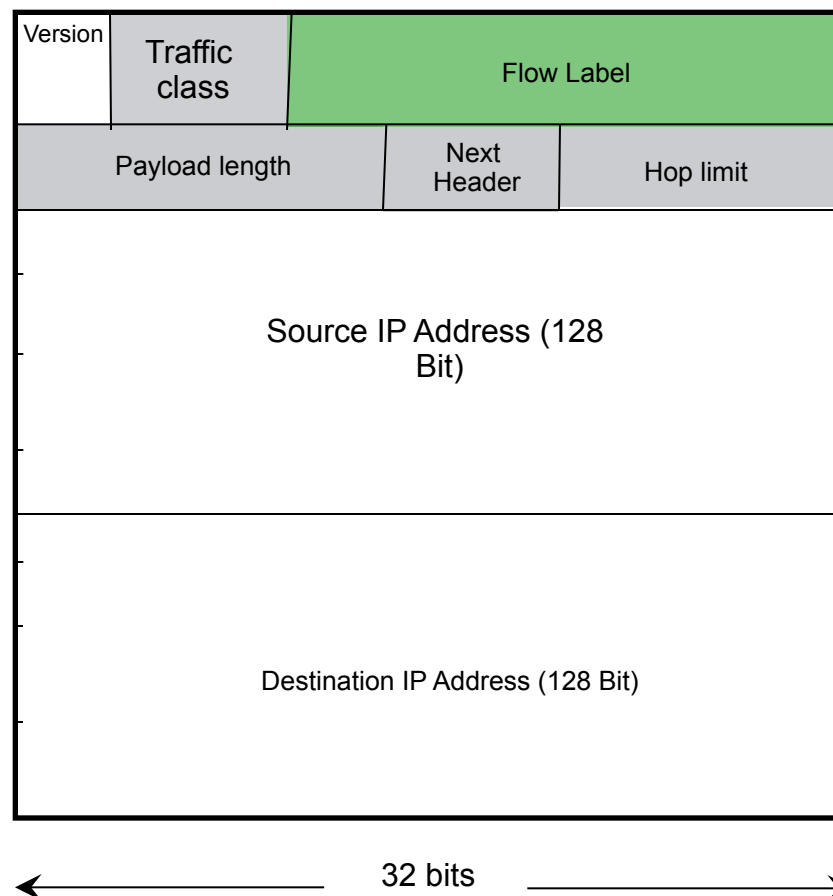 Version
Traffic
class
Flow Label
Payload length
Next
Header
Hop limit
Source IP Address (128
Bit)
Destination IP Address (128 Bit)
32 bits